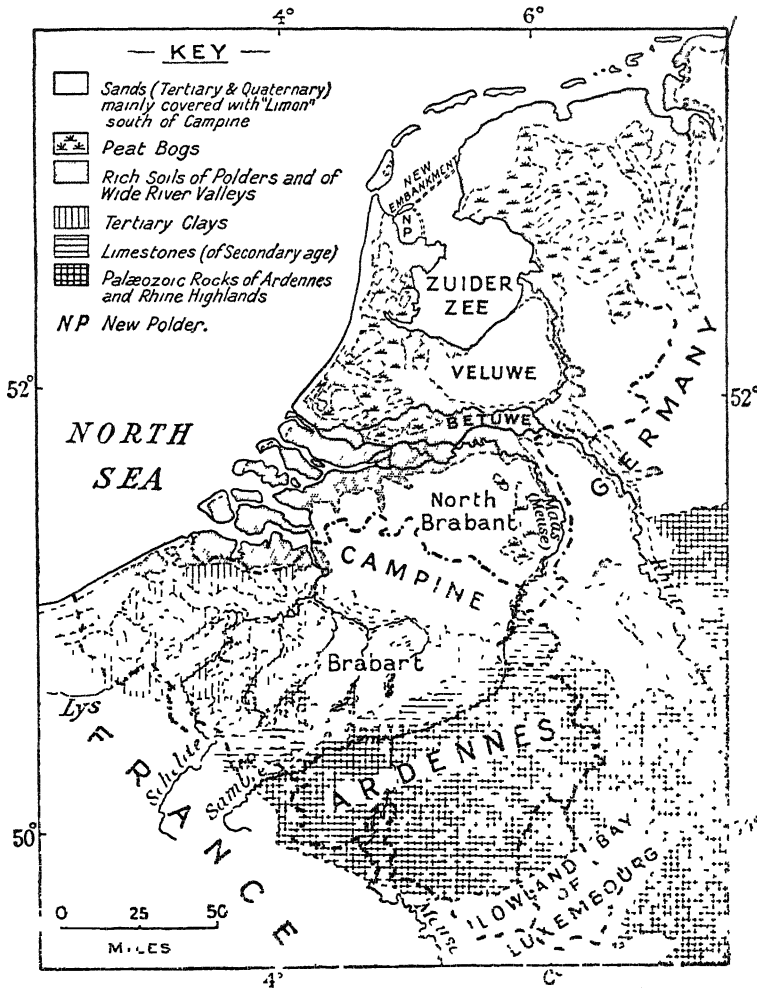 4° 6°
— KEY —
Sands (Tertiary & Quaternary)
mainly covered with "Limon"
south of Campine
Peat Bogs
Rich Soils of Polders and of
Wide River Valleys
Tertiary Clays
Limestones (of Secondary age)
Palæozoic Rocks of Ardennes
and Rhine Highlands
NP New Polder.
NEW
EMBANKMENT
N
P
ZUIDER
ZEE
VELUWE
52° 52°
BETUWE
GERMANY
NORTH
SEA
North
Brabant
Maas
(Meuse)
CAMPINE
Rhine
Brabart
Lys
FRANCE
Schelde
Sambre
ARDENNES
50°
LOWLAND BAY
OF
LUXEMBOURG
Meuse
0 25 50
MILES
4°